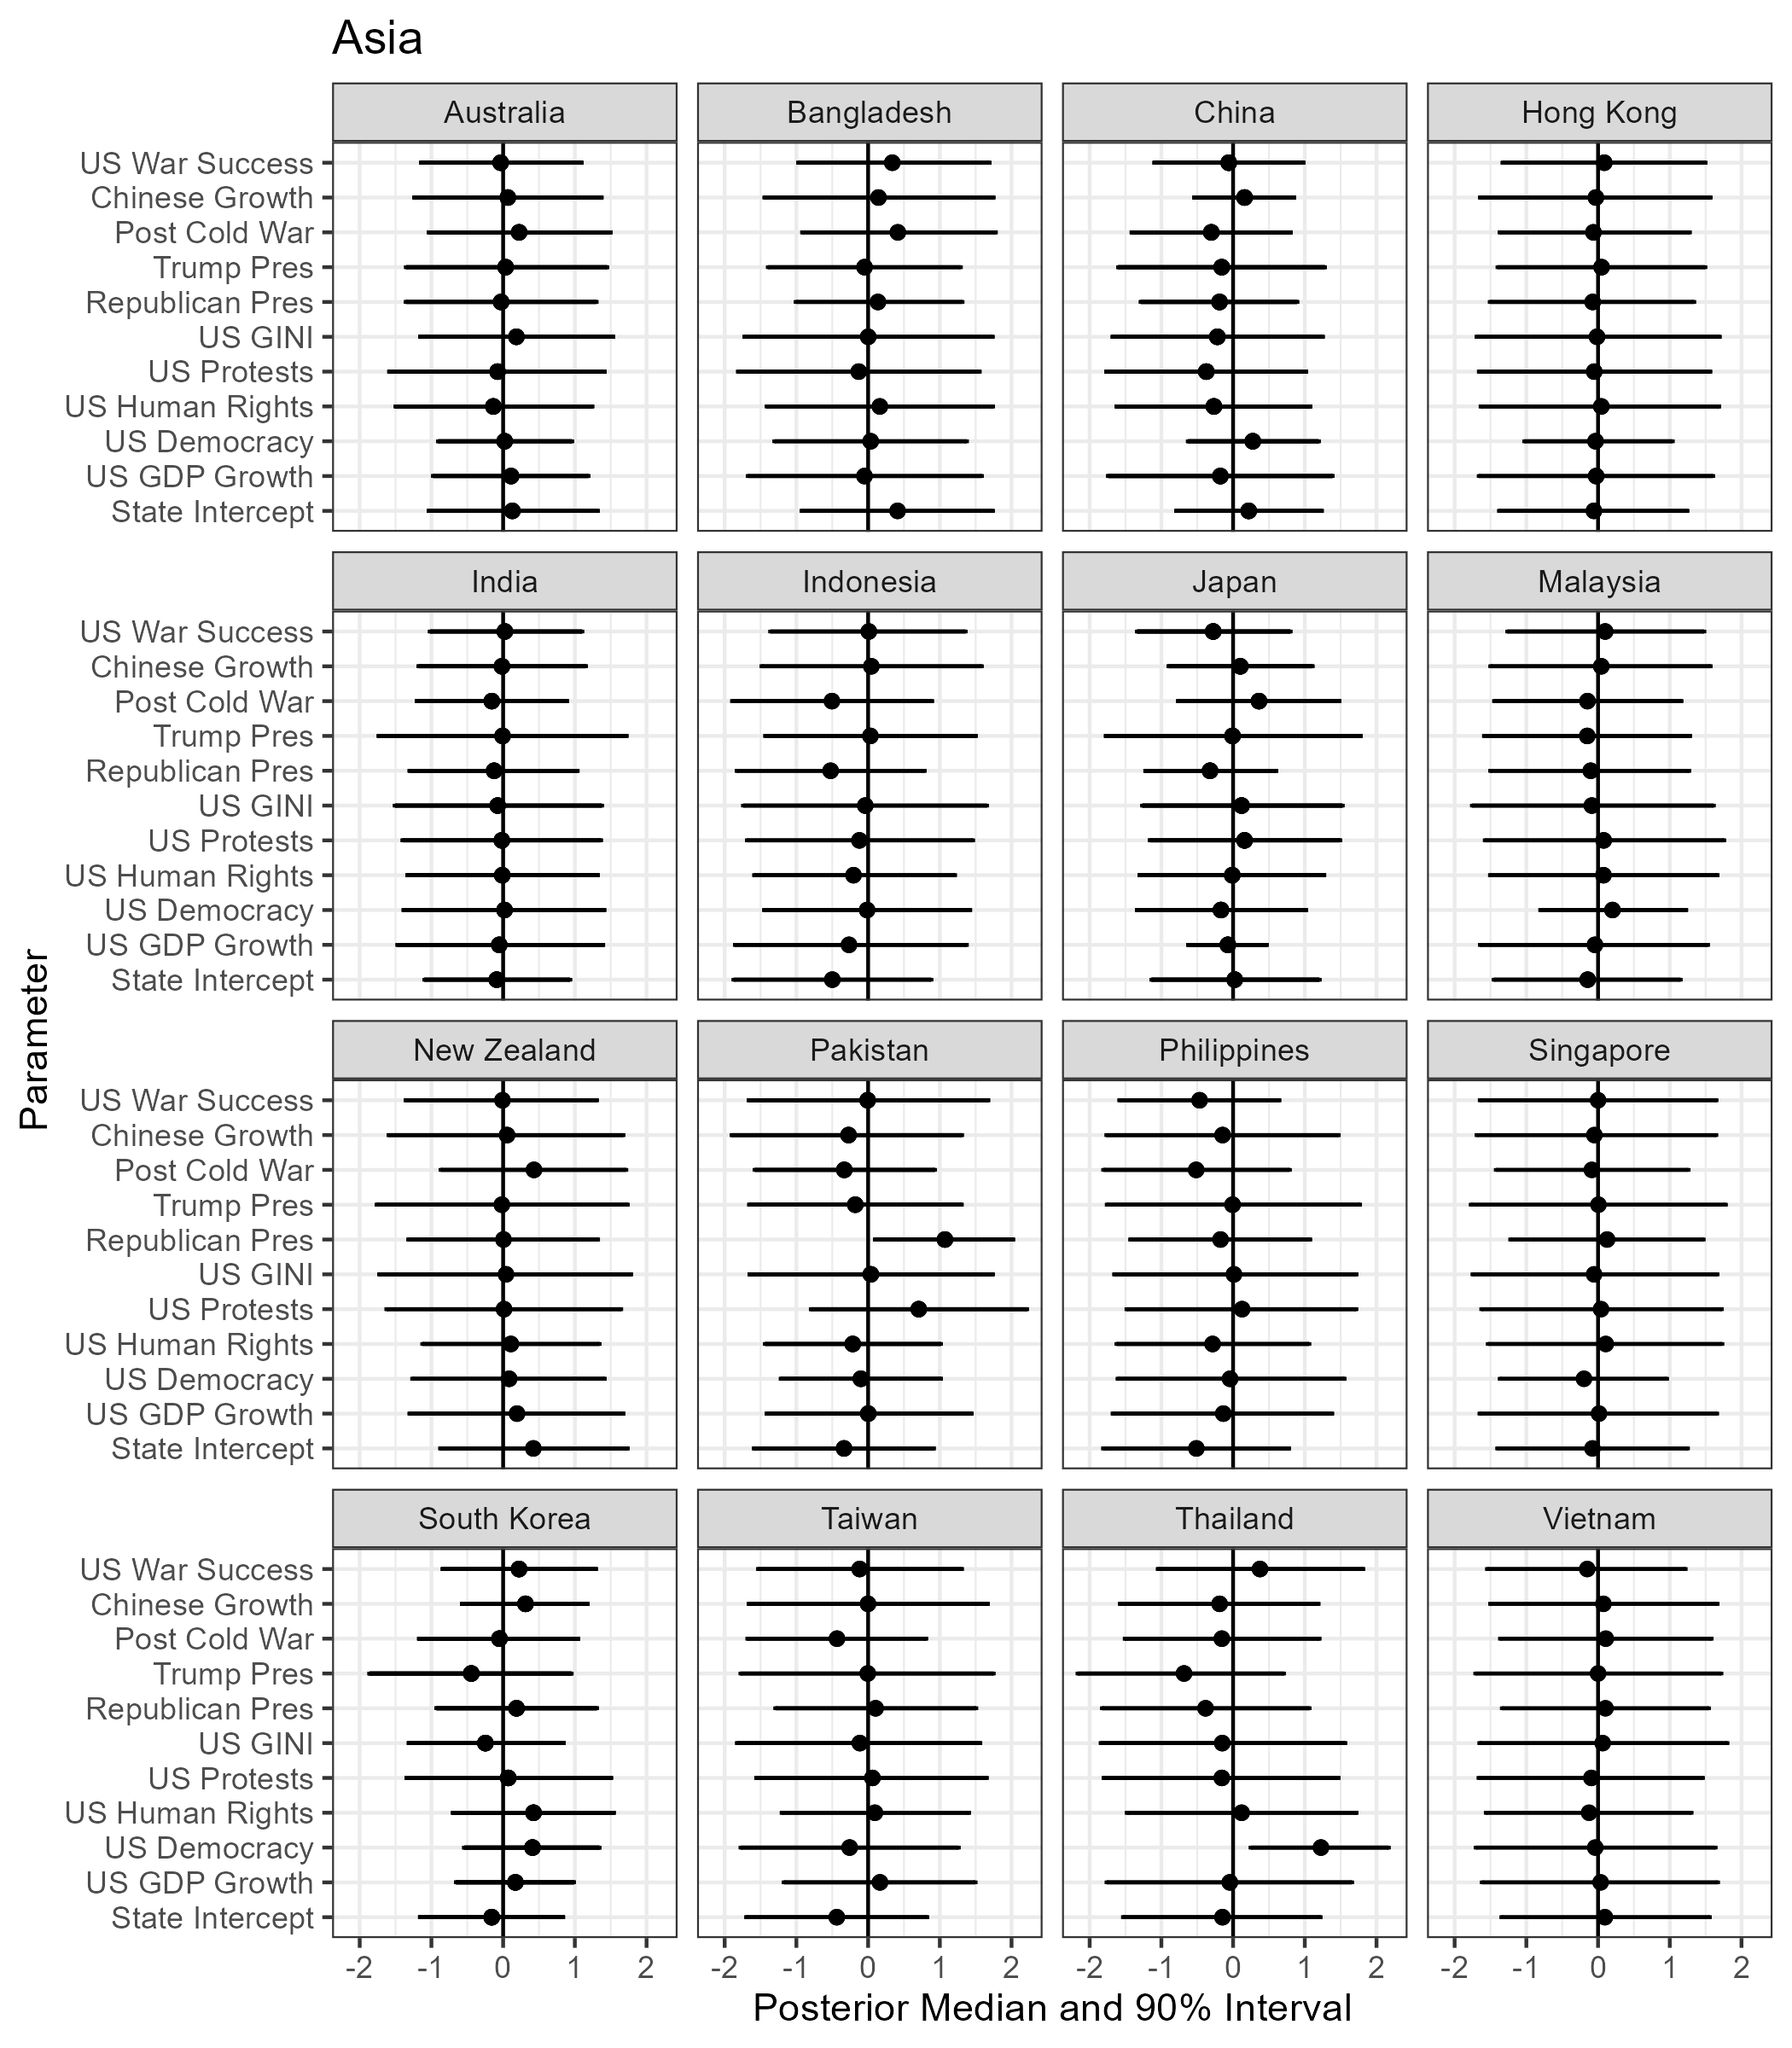 Asia
Australia
Bangladesh
China
Hong Kong
US War Success
Chinese Growth
Post Cold War
Trump Pres
Republican Pres
US GINI
US Protests
US Human Rights
US Democracy
US GDP Growth
State Intercept
India
Indonesia
Japan
Malaysia
US War Success
Chinese Growth
Post Cold War
Trump Pres
Republican Pres
US GINI
US Protests
US Human Rights
US Democracy
US GDP Growth
State Intercept
Parameter
New Zealand
Pakistan
Philippines
Singapore
US War Success
Chinese Growth
Post Cold War
Trump Pres
Republican Pres
US GINI
US Protests
US Human Rights
US Democracy
US GDP Growth
State Intercept
South Korea
Taiwan
Thailand
Vietnam
US War Success
Chinese Growth
Post Cold War
Trump Pres
Republican Pres
US GINI
US Protests
US Human Rights
US Democracy
US GDP Growth
State Intercept
-2 -1 0 1 2
-2 -1 0 1 2
-2 -1 0 1 2
-2 -1 0 1 2
Posterior Median and 90% Interval